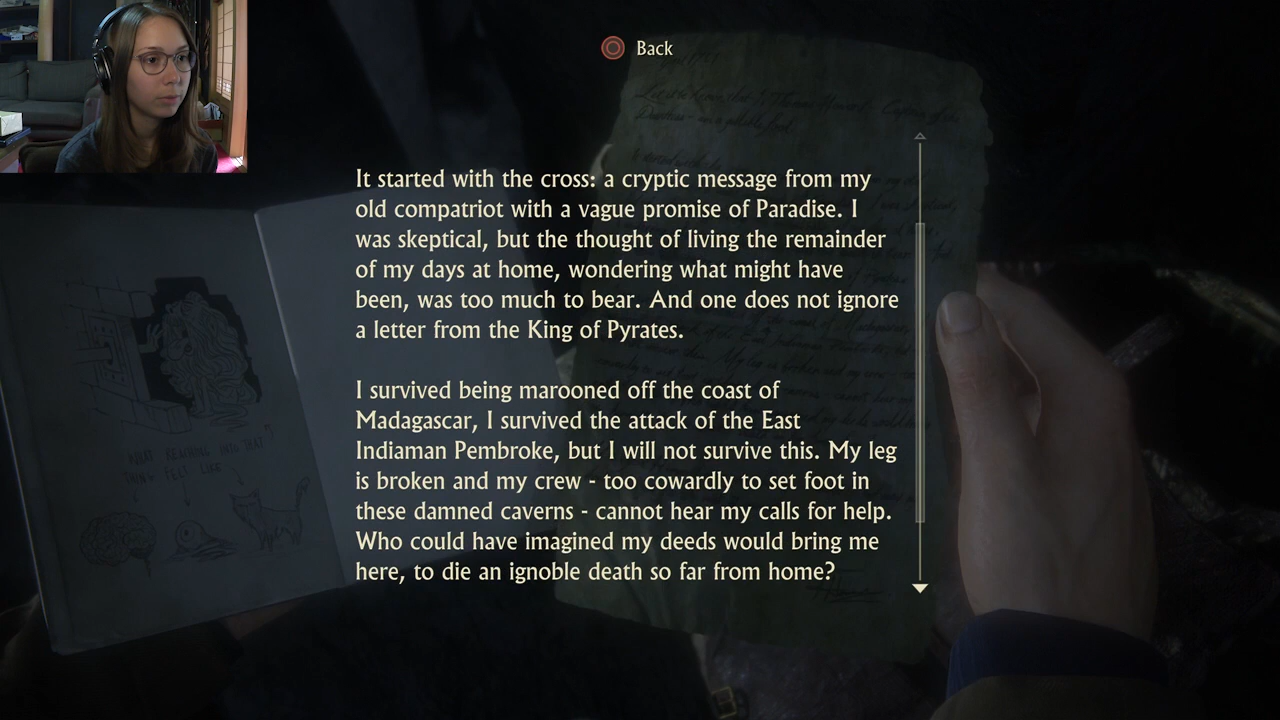 Back
It started with the cross: a cryptic message from my
old compatriot with a vague promise of Paradise. I
was skeptical, but the thought of living the remainder
of my days at home, wondering what might have
been, was too much to bear. And one does not ignore
a letter from the King of Pyrates.
I survived being marooned off the coast of
Madagascar, I survived the attack of the East
Indiaman Pembroke, but I will not survive this. My leg
is broken and my crew - too cowardly to set foot in
these damned caverns - cannot hear my calls for help.
Who could have imagined my deeds would bring me
here, to die an ignoble death so far from home?
WHAT REACHING INTO THAT
FELT LIKE